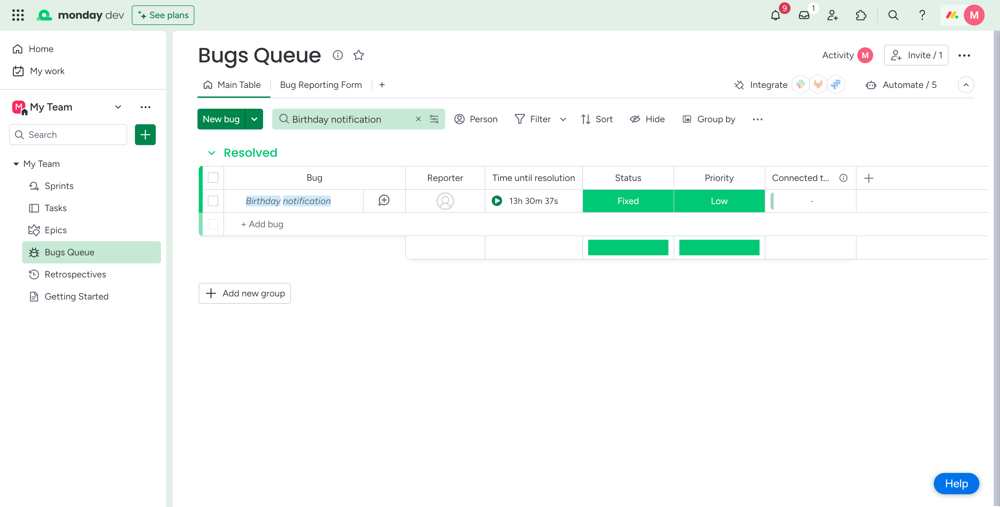 monday dev
See plans
9
1
M
Home
My work
M
My Team
Search
My Team
Sprints
Tasks
Epics
Bugs Queue
Retrospectives
Getting Started
Bugs Queue
Activity
M
Invite / 1
Main Table
Bug Reporting Form
Integrate
Automate / 5
New bug
Birthday notification
Person
Filter
Sort
Hide
Group by
Resolved
Bug
Reporter
Time until resolution
Status
Priority
Connected t...
Birthday notification
13h 30m 37s
Fixed
Low
-
+ Add bug
Add new group
Help